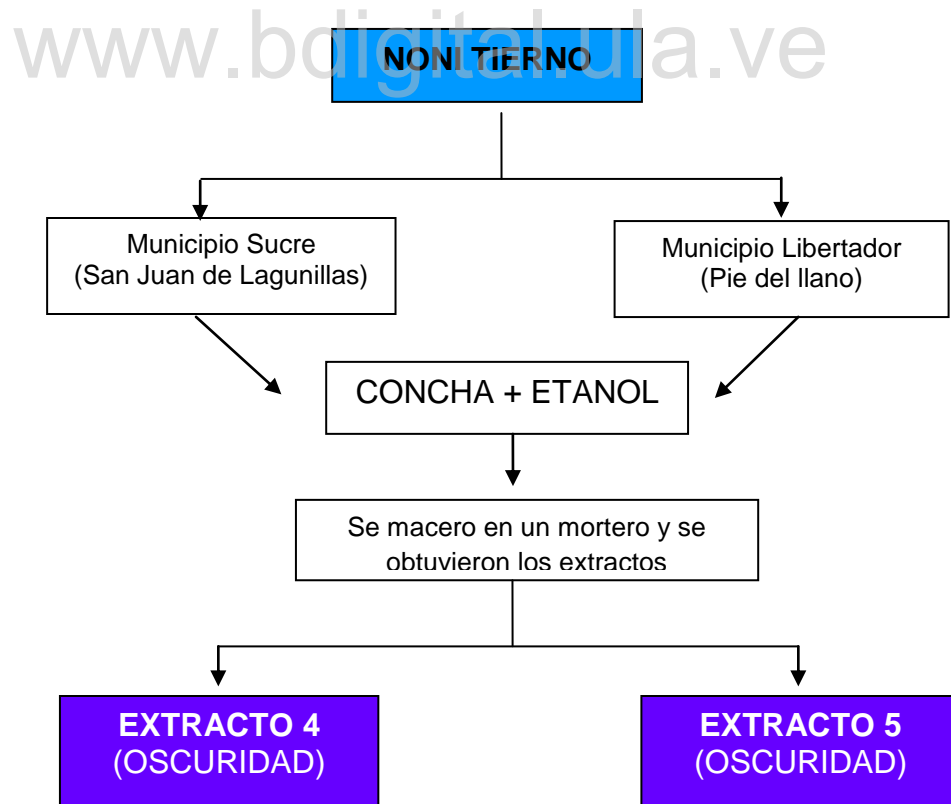 www.bdigital.ula.ve
NONI TIERNO
Municipio Sucre
(San Juan de Lagunillas)
Municipio Libertador
(Pie del llano)
CONCHA + ETANOL
Se macero en un mortero y se
obtuvieron los extractos
EXTRACTO 4
(OSCURIDAD)
EXTRACTO 5
(OSCURIDAD)